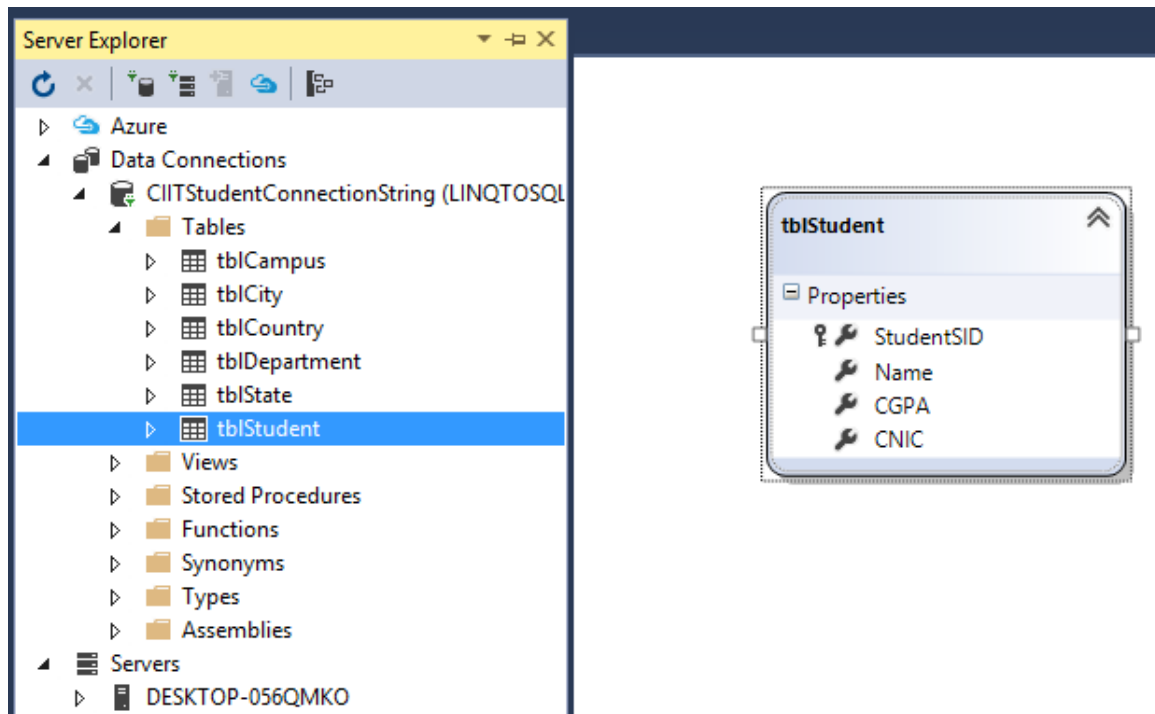 Server Explorer
Azure
Data Connections
CIITStudentConnectionString (LINQTOSQL
Tables
tblCampus
tblCity
tblCountry
tblDepartment
tblState
tblStudent
Views
Stored Procedures
Functions
Synonyms
Types
Assemblies
Servers
DESKTOP-056QMKO
tblStudent
Properties
StudentSID
Name
CGPA
CNIC